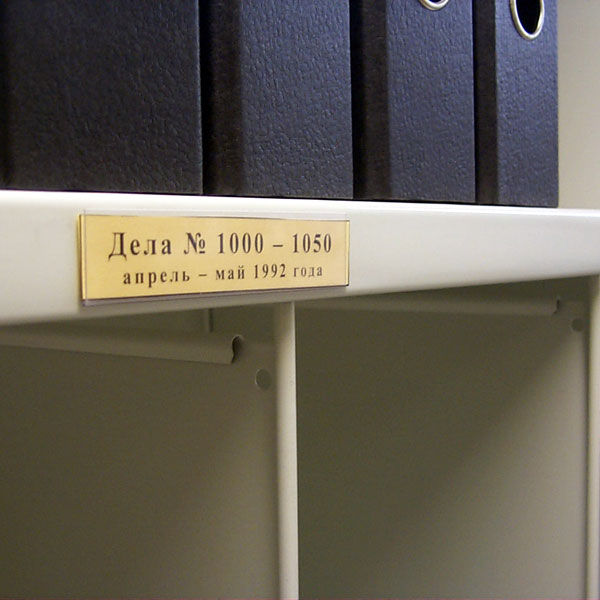 Дела № 1000 – 1050
апрель – май 1992 года